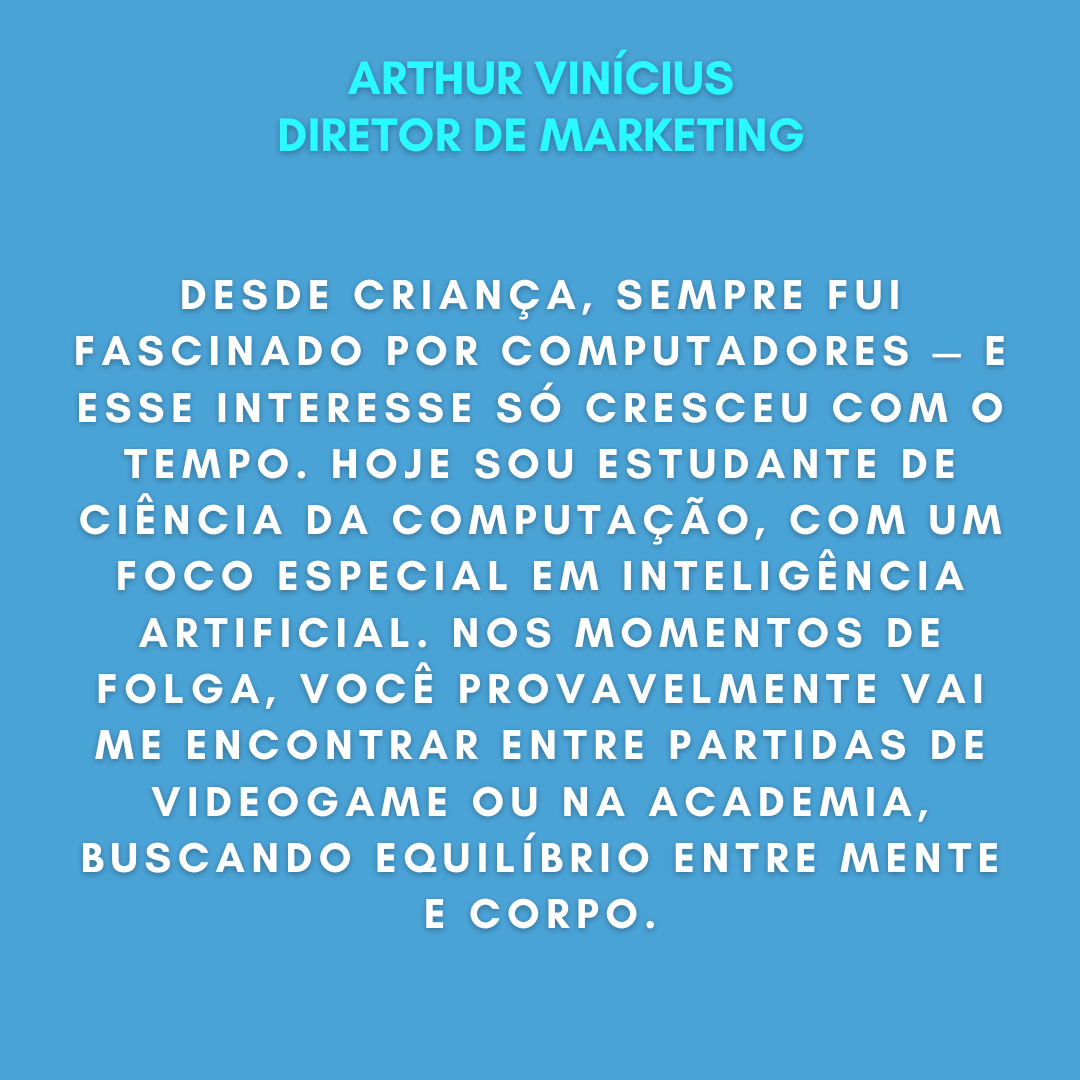 ARTHUR VINÍCIUS
DIRETOR DE MARKETING
DESDE CRIANÇA, SEMPRE FUI
FASCINADO POR COMPUTADORES — E
ESSE INTERESSE SÓ CRESCEU COM O
TEMPO. HOJE SOU ESTUDANTE DE
CIÊNCIA DA COMPUTAÇÃO, COM UM
FOCO ESPECIAL EM INTELIGÊNCIA
ARTIFICIAL. NOS MOMENTOS DE
FOLGA, VOCÊ PROVAVELMENTE VAI
ME ENCONTRAR ENTRE PARTIDAS DE
VIDEOGAME OU NA ACADEMIA,
BUSCANDO EQUILÍBRIO ENTRE MENTE
E CORPO.